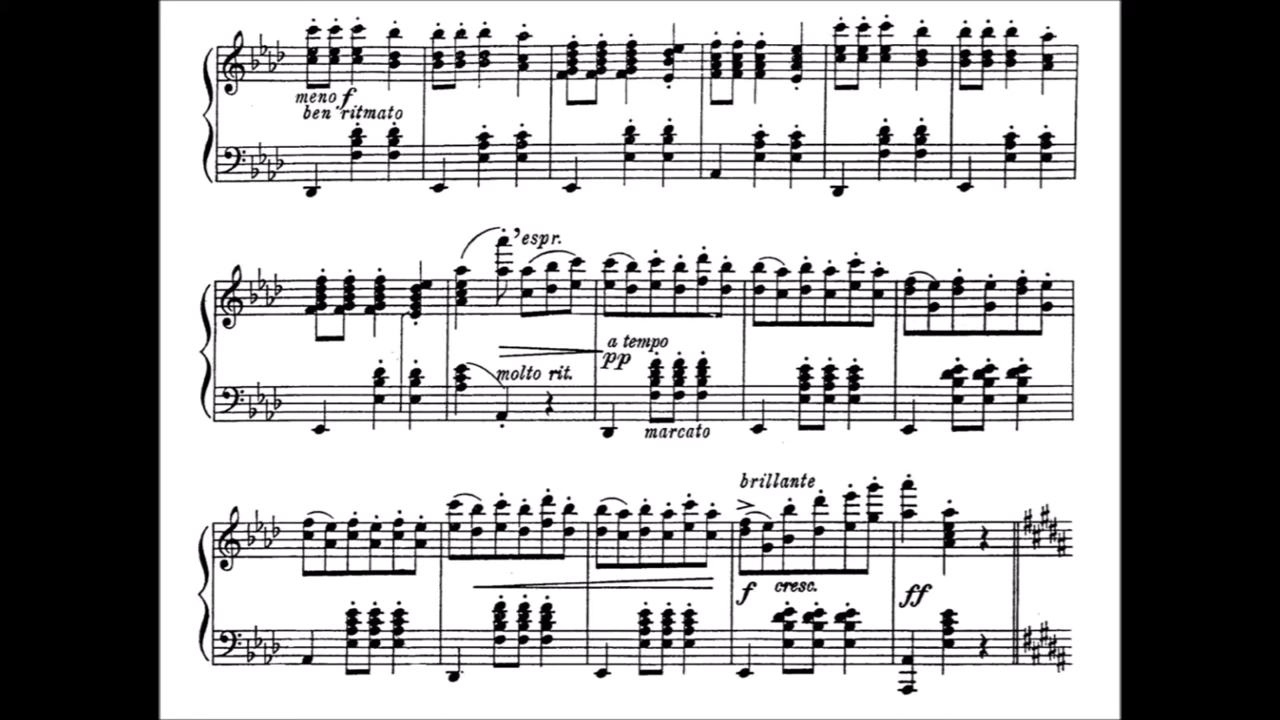 meno f
ben ritmato
espr.
a tempo
pp
molto rit.
marcato
brillante
f cresc.
ff